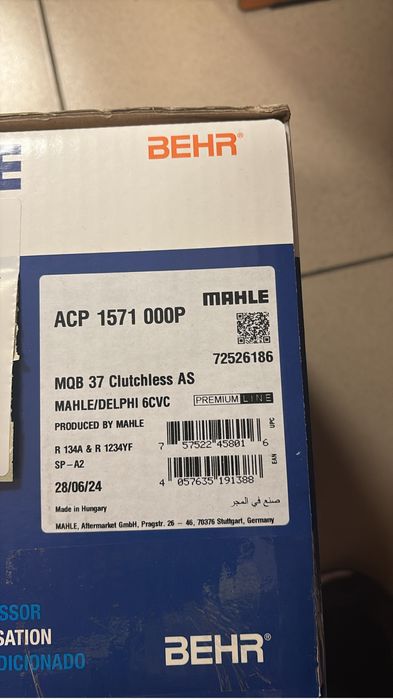 BEHR®
E
MAHLE
ACP 1571 000P
72526186
MQB 37 Clutchless AS
MAHLE/DELPHI 6CVC PREMIUM LINE
PRODUCED BY MAHLE
R 134A & R 1234YF 7 57522 45801 6 UPC
SP-A2
28/06/24 4 057635 191388 EAN
Made in Hungary صنع في المجر
MAHLE, Aftermarket GmbH, Pragstr. 26 - 46, 70376 Stuttgart, Germany
SSOR
SATION
DICIONADO
BEHR®